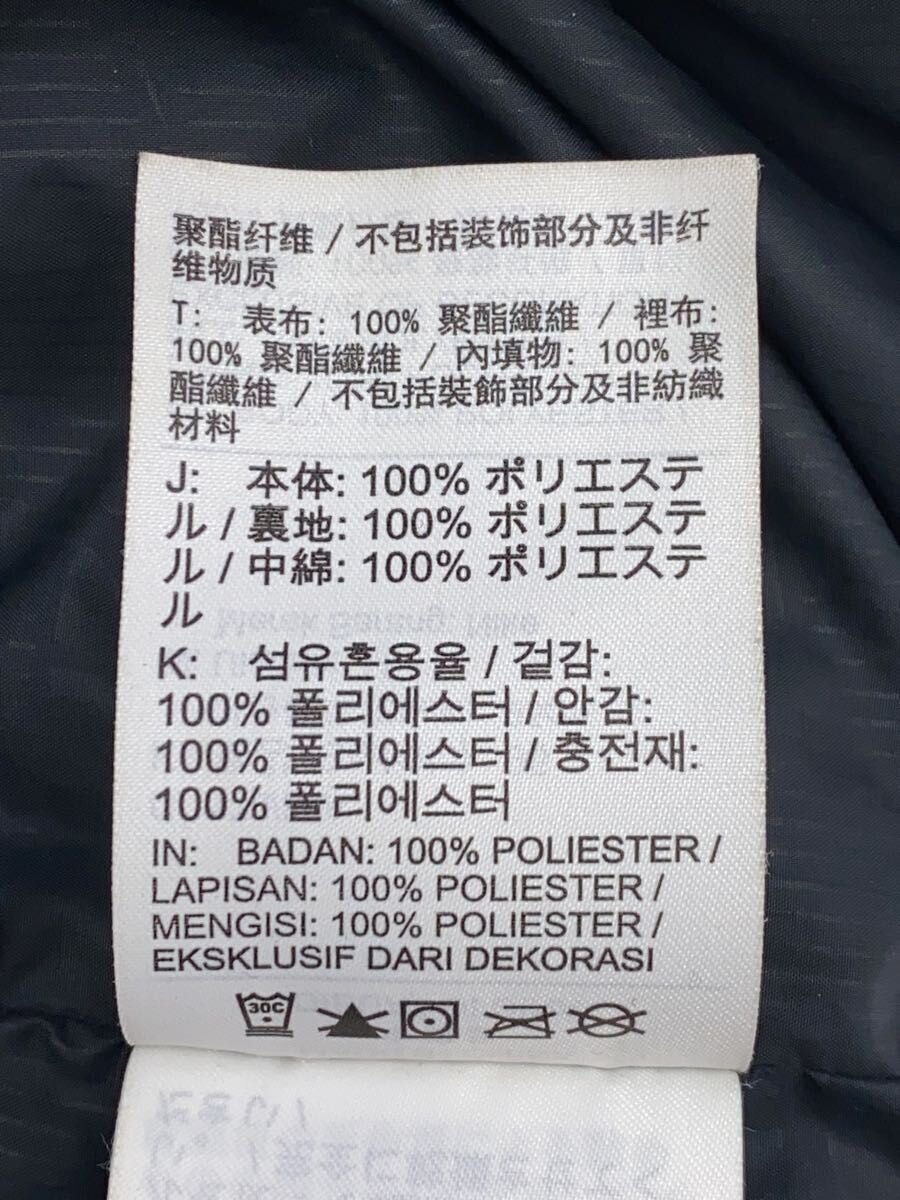 聚酯纤维 / 不包括装饰部分及非纤
维物质
T: 表布: 100% 聚酯纖維 / 裡布:
100% 聚酯纖維 / 內填物: 100% 聚
酯纖維 / 不包括裝飾部分及非紡織
材料
J: 本体: 100% ポリエステ
ル / 裏地: 100% ポリエステ
ル / 中綿: 100% ポリエステ
ル
K: 섬유혼용율 / 겉감:
100% 폴리에스터 / 안감:
100% 폴리에스터 / 충전재:
100% 폴리에스터
IN: BADAN: 100% POLIESTER /
LAPISAN: 100% POLIESTER /
MENGISI: 100% POLIESTER /
EKSKLUSIF DARI DEKORASI
30C